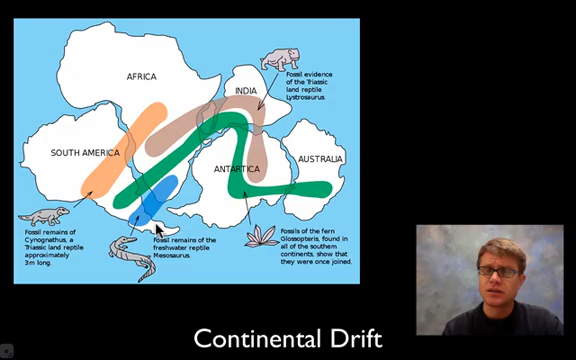 AFRICA
INDIA
Fossil evidence
of the Triassic
land reptile
Lystrosaurus.
SOUTH AMERICA
ANTARTICA
AUSTRALIA
Fossil remains of
Cynognathus, a
Triassic land reptile
approximately
3m long.
Fossil remains of the
freshwater reptile
Mesosaurus.
Fossils of the fern
Glossopteris, found in
all of the southern
continents, show that
they were once joined.
Continental Drift